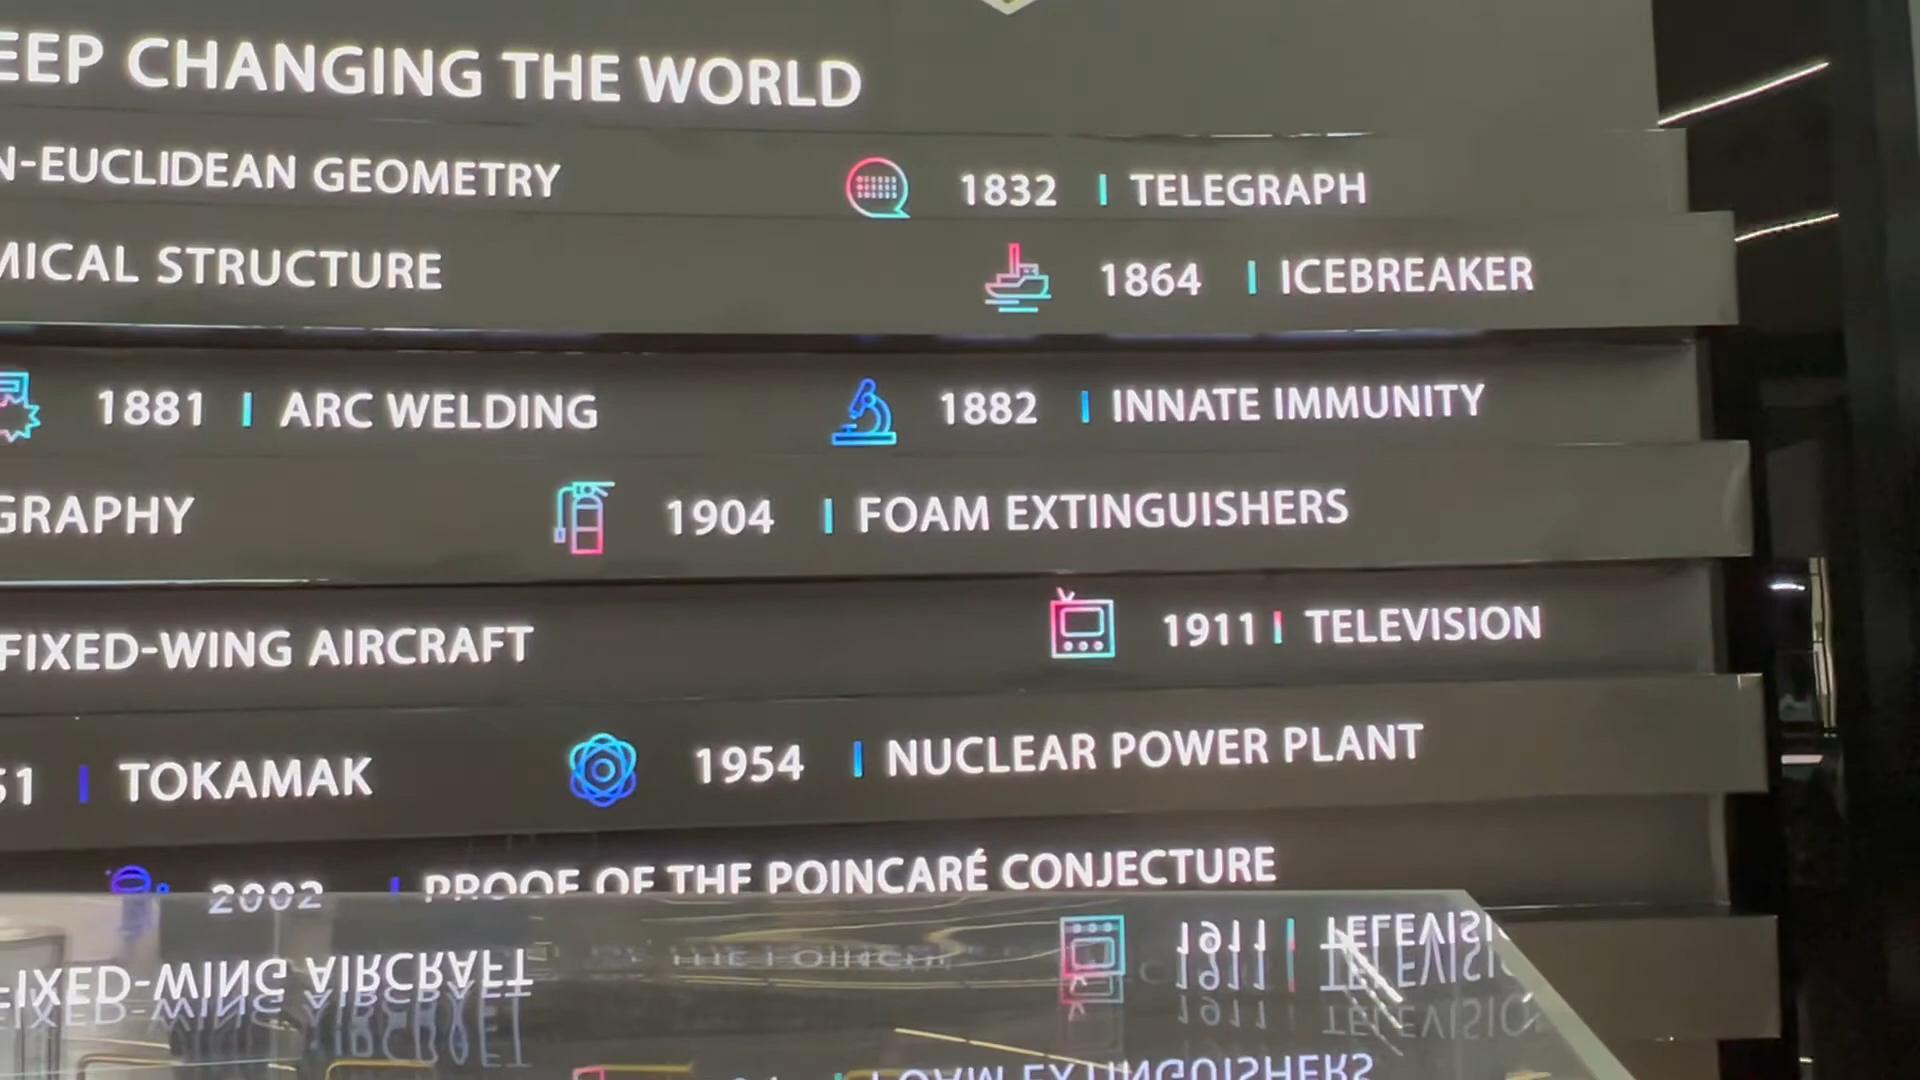 EEP CHANGING THE WORLD
N-EUCLIDEAN GEOMETRY 1832 | TELEGRAPH
MICAL STRUCTURE 1864 | ICEBREAKER
1881 | ARC WELDING 1882 | INNATE IMMUNITY
GRAPHY 1904 | FOAM EXTINGUISHERS
FIXED-WING AIRCRAFT 1911 | TELEVISION
51 | TOKAMAK 1954 | NUCLEAR POWER PLANT
2002 | PROOF OF THE POINCARÉ CONJECTURE